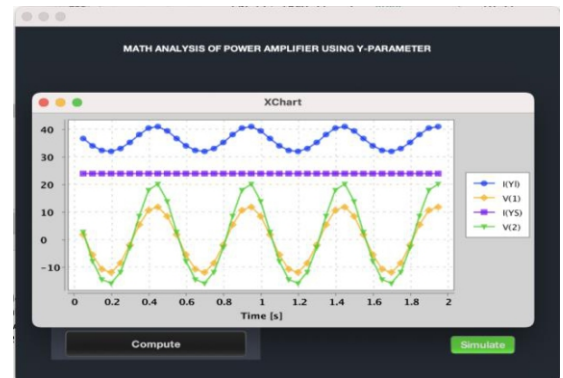 MATH ANALYSIS OF POWER AMPLIFIER USING Y-PARAMETER
XChart
40
30
20
10
0
-10
I(YI)
V(1)
I(YS)
V(2)
0 0.2 0.4 0.6 0.8 1 1.2 1.4 1.6 1.8 2
Time [s]
Compute
Simulate